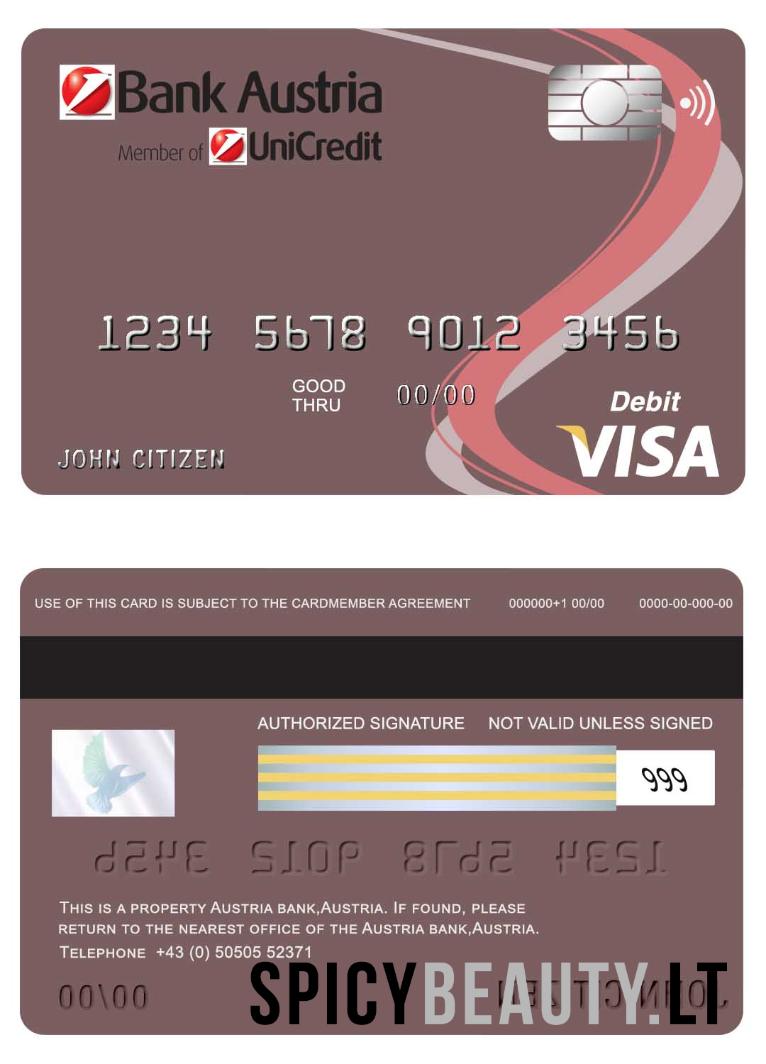 Bank Austria
Member of UniCredit
1234 5678 9012 3456
GOOD THRU 00/00
Debit
VISA
JOHN CITIZEN
USE OF THIS CARD IS SUBJECT TO THE CARDMEMBER AGREEMENT 000000+1 00/00 0000-00-000-00
AUTHORIZED SIGNATURE NOT VALID UNLESS SIGNED
999
1234 5678 9012 3456
THIS IS A PROPERTY AUSTRIA BANK,AUSTRIA. IF FOUND, PLEASE
RETURN TO THE NEAREST OFFICE OF THE AUSTRIA BANK,AUSTRIA.
TELEPHONE +43 (0) 50505 52371
00\00
JOHN CITIZEN
SPICYBEAUTY.LT